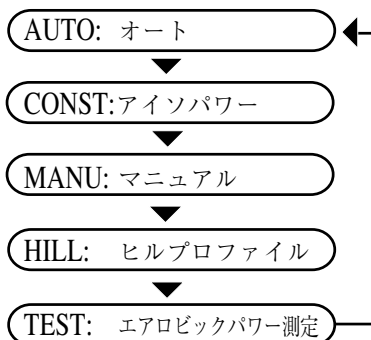 AUTO: オート
CONST:アイソパワー
MANU: マニュアル
HILL: ヒルプロファイル
TEST: エアロビックパワー測定